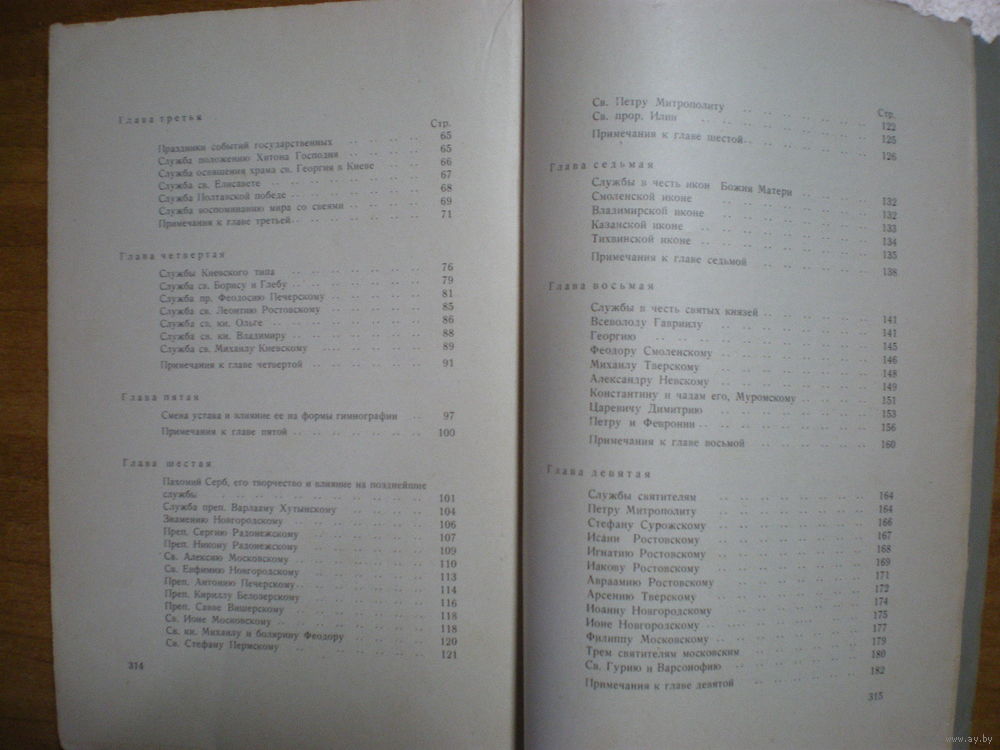 Глава третья
Стр.
Праздники событий государственных 65
Служба положению Хитона Господня 65
Служба освящения храма св. Георгия в Киеве 66
Служба св. Елисавете 67
Служба Полтавской победе 68
Служба воспоминанию мира со свеями 69
Примечания к главе третьей 71
Глава четвертая
Службы Киевского типа 76
Служба св. Борису и Глебу 79
Служба пр. Феодосию Печерскому 81
Служба св. Леонтию Ростовскому 85
Служба св. кн. Ольге 86
Служба св. кн. Владимиру 88
Служба св. Михаилу Киевскому 89
Примечания к главе четвертой 91
Глава пятая
Смена устава и влияние ее на формы гимнографии 97
Примечания к главе пятой 100
Глава шестая
Пахомий Серб, его творчество и влияние на позднейшие
службы 101
Служба преп. Варлааму Хутынскому 104
Знамению Новгородскому 106
Преп. Сергию Радонежскому 107
Преп. Никону Радонежскому 109
Св. Алексию Московскому 110
Св. Евфимию Новгородскому 113
Преп. Антонию Печерскому 114
Преп. Кириллу Белозерскому 116
Преп. Савве Вишерскому 118
Св. Ионе Московскому 118
Св. кн. Михаилу и болярину Феодору 120
Св. Стефану Пермскому 121
314
Стр.
Св. Петру Митрополиту 122
Св. прор. Илии 125
Примечания к главе шестой 126
Глава седьмая
Службы в честь икон Божия Матери 132
Смоленской иконе 132
Владимирской иконе 133
Казанской иконе 134
Тихвинской иконе 135
Примечания к главе седьмой 138
Глава восьмая
Службы в честь святых князей 141
Всеволоду Гавриилу 141
Георгию 145
Феодору Смоленскому 146
Михаилу Тверскому 148
Александру Невскому 149
Константину и чадам его, Муромскому 151
Царевичу Димитрию 153
Петру и Февронии 156
Примечания к главе восьмой 160
Глава девятая
Службы святителям 164
Петру Митрополиту 164
Стефану Сурожскому 166
Исаии Ростовскому 167
Игнатию Ростовскому 168
Иакову Ростовскому 169
Авраамию Ростовскому 171
Арсению Тверскому 172
Иоанну Новгородскому 174
Ионе Новгородскому 175
Филиппу Московскому 177
Трем святителям московским 179
Св. Гурию и Варсонофию 180
Примечания к главе девятой 182
315
www.ay.by